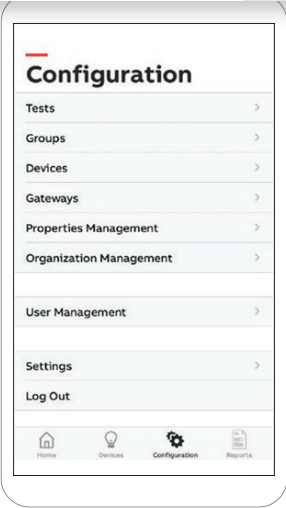 Configuration
Tests
Groups
Devices
Gateways
Properties Management
Organization Management
User Management
Settings
Log Out
Home
Devices
Configuration
Reports